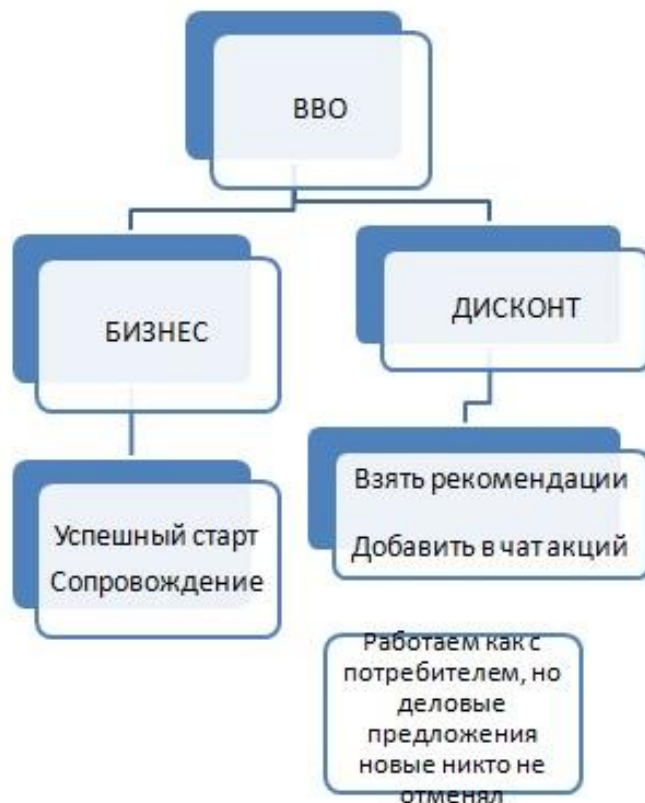 ВВО
БИЗНЕС
ДИСКОНТ
Успешный старт
Сопровождение
Взять рекомендации
Добавить в чат акций
Работаем как с
потребителем, но
деловые
предложения
новые никто не
отменял